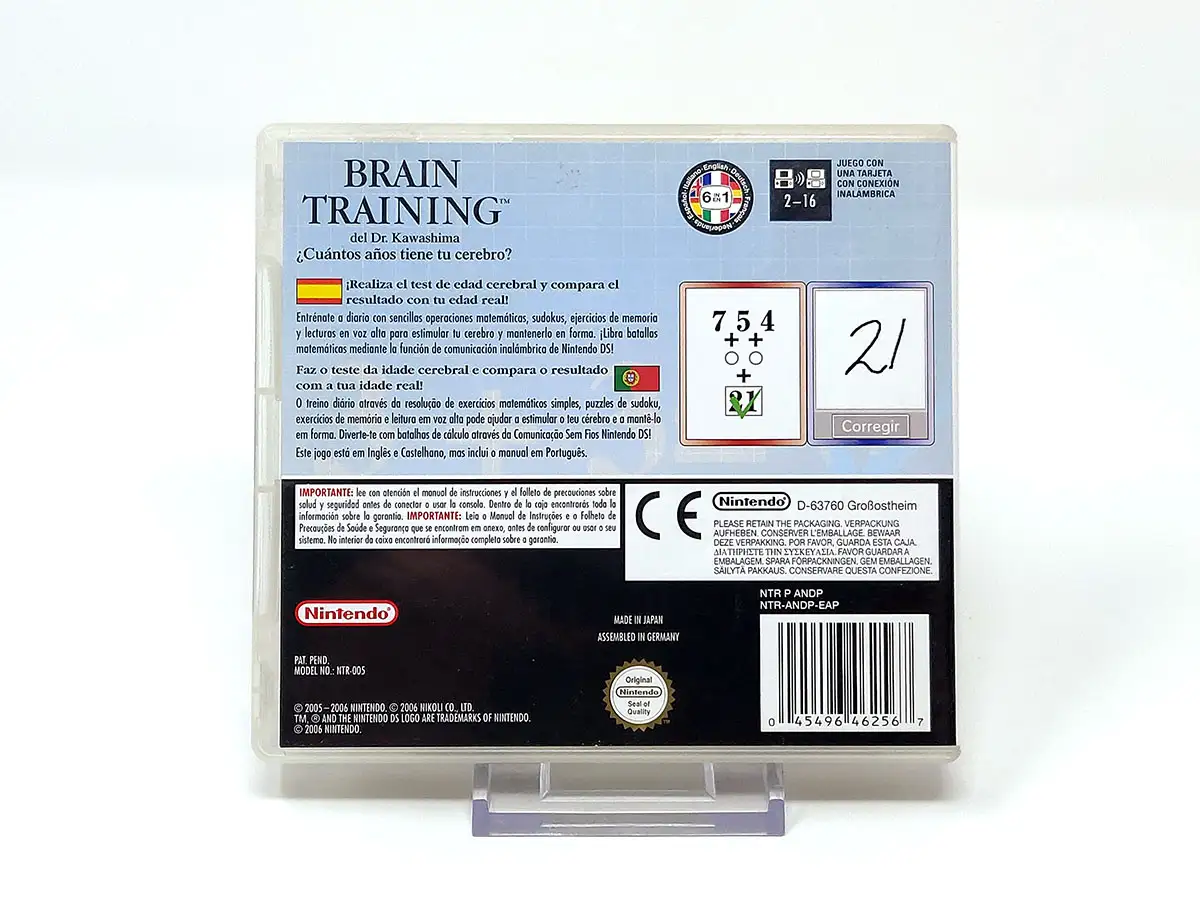 BRAIN
TRAINING™
del Dr. Kawashima
¿Cuántos años tiene tu cerebro?
Italiano · English · Deutsch · Français · Nederlands · Español
6 IN EN 1
2–16
JUEGO CON
UNA TARJETA
CON CONEXIÓN
INALÁMBRICA
¡Realiza el test de edad cerebral y compara el
resultado con tu edad real!
Entrénate a diario con sencillas operaciones matemáticas, sudokus, ejercicios de memoria
y lecturas en voz alta para estimular tu cerebro y mantenerlo en forma. ¡Libra batallas
matemáticas mediante la función de comunicación inalámbrica de Nintendo DS!
Faz o teste da idade cerebral e compara o resultado
com a tua idade real!
O treino diário através da resolução de exercícios matemáticos simples, puzzles de sudoku,
exercícios de memória e leitura em voz alta pode ajudar a estimular o teu cérebro e a mantê-lo
em forma. Diverte-te com batalhas de cálculo através da Comunicação Sem Fios Nintendo DS!
Este jogo está em Inglês e Castelhano, mas inclui o manual em Português.
7 5 4
+ +
+
21
21
Corregir
IMPORTANTE: lee con atención el manual de instrucciones y el folleto de precauciones sobre
salud y seguridad antes de conectar o usar la consola. Dentro de la caja encontrarás toda la
información sobre la garantía. IMPORTANTE: Leia o Manual de Instruções e o Folheto de
Precauções de Saúde e Segurança que se encontram em anexo, antes de configurar ou usar o seu
sistema. No interior da caixa encontrará informação completa sobre a garantia.
CE
Nintendo® D-63760 Großostheim
PLEASE RETAIN THE PACKAGING. VERPACKUNG
AUFHEBEN. CONSERVER L'EMBALLAGE. BEWAAR
DEZE VERPAKKING. POR FAVOR, GUARDA ESTA CAJA.
ΔΙΑΤΗΡΗΣΤΕ ΤΗΝ ΣΥΣΚΕΥΑΣΙΑ. FAVOR GUARDAR A
EMBALAGEM. SPARA FÖRPACKNINGEN. GEM EMBALLAGEN.
SÄILYTÄ PAKKAUS. CONSERVARE QUESTA CONFEZIONE.
NTR P ANDP
NTR-ANDP-EAP
Nintendo®
MADE IN JAPAN
ASSEMBLED IN GERMANY
PAT. PEND.
MODEL NO.: NTR-005
Original
Nintendo
Seal of
Quality
TM
© 2005–2006 NINTENDO. © 2006 NIKOLI CO., LTD.
TM, ® AND THE NINTENDO DS LOGO ARE TRADEMARKS OF NINTENDO.
© 2006 NINTENDO.
0 45496 46256 7